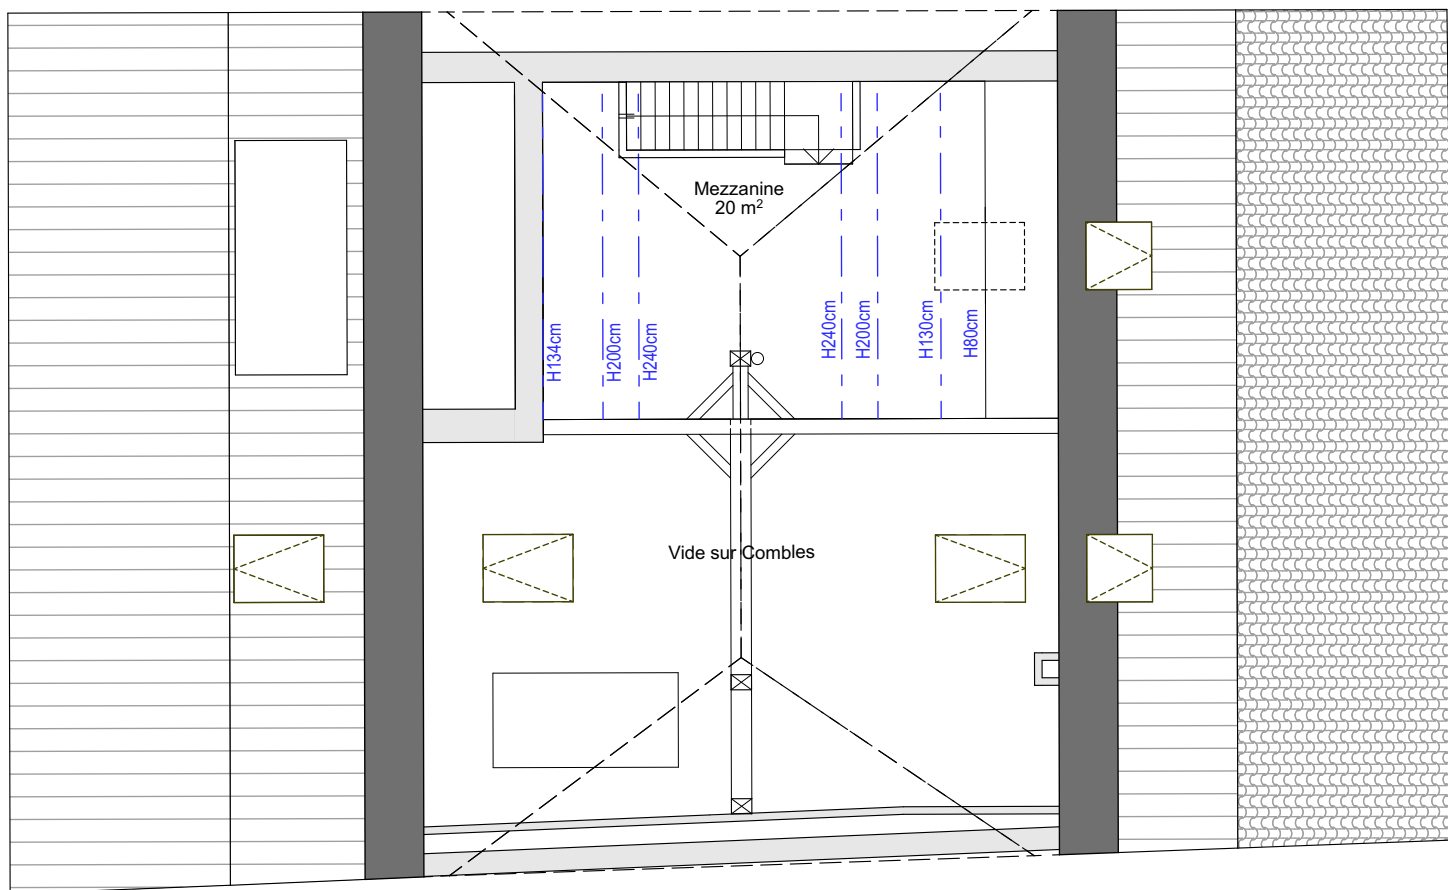 Mezzanine
20 m²
H134cm
H200cm
H240cm
H240cm
H200cm
H130cm
H80cm
Vide sur Combles